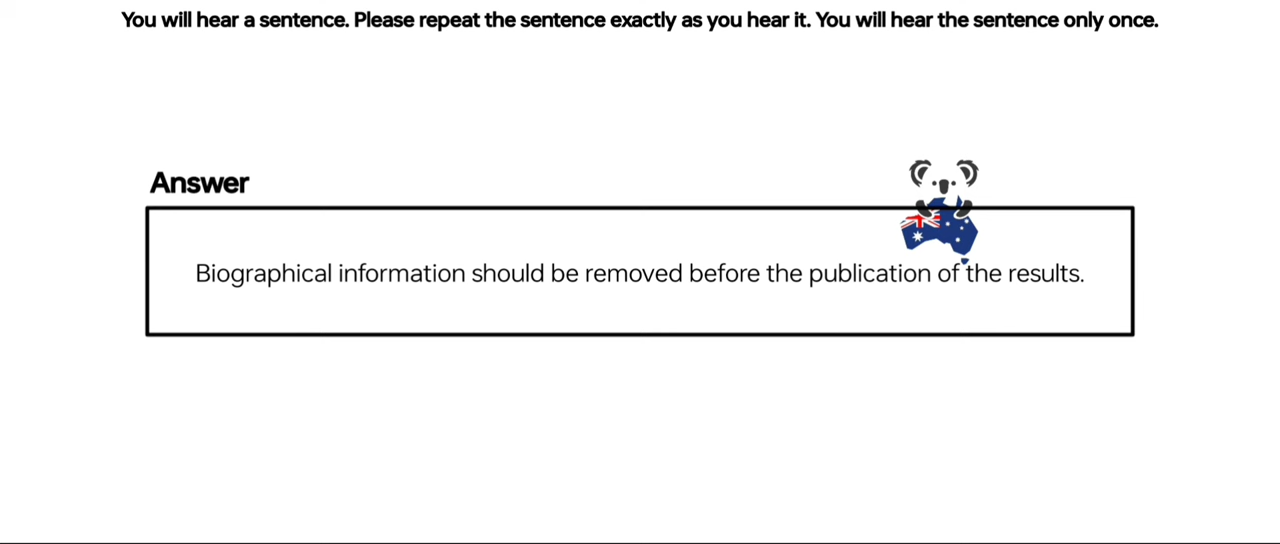 You will hear a sentence. Please repeat the sentence exactly as you hear it. You will hear the sentence only once.
Answer
Biographical information should be removed before the publication of the results.